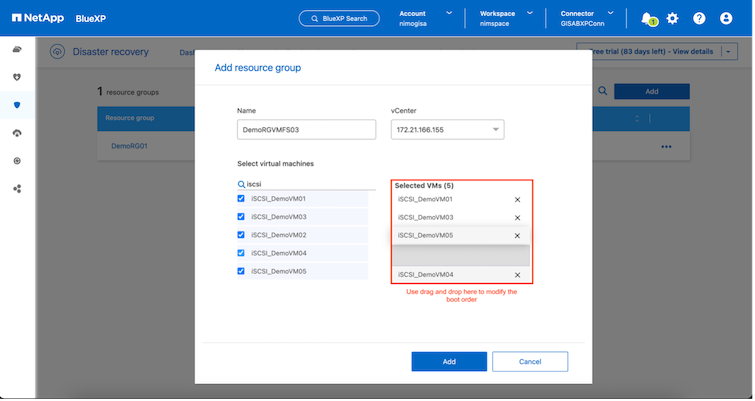 NetApp
BlueXP
BlueXP Search
Account
nimogisa
Workspace
nimspace
Connector
GISABXPConn
1
Disaster recovery
Free trial (83 days left) - View details
Add resource group
1 resource groups
Add
Resource group
DemoRG01
Name
vCenter
DemoRGVMFS03
172.21.166.155
Select virtual machines
iscsi
iSCSI_DemoVM01
iSCSI_DemoVM03
iSCSI_DemoVM02
iSCSI_DemoVM04
iSCSI_DemoVM05
Selected VMs (5)
iSCSI_DemoVM01
iSCSI_DemoVM03
iSCSI_DemoVM05
iSCSI_DemoVM04
Use drag and drop here to modify the
boot order
Add
Cancel